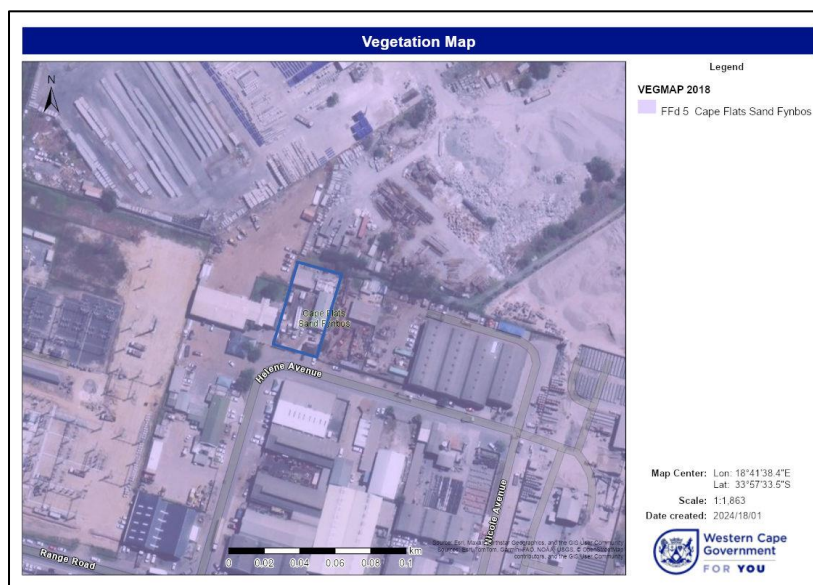 Vegetation Map
N
Cape Flats
Sand Fynbos
Helene Avenue
Nicole Avenue
Range Road
km
0 0.02 0.04 0.06 0.08 0.1
Legend
VEGMAP 2018
FFd 5 Cape Flats Sand Fynbos
Map Center: Lon: 18°41'38.4"E
Lat: 33°57'33.5"S
Scale: 1:1,863
Date created: 2024/18/01
Western Cape
Government
FOR YOU